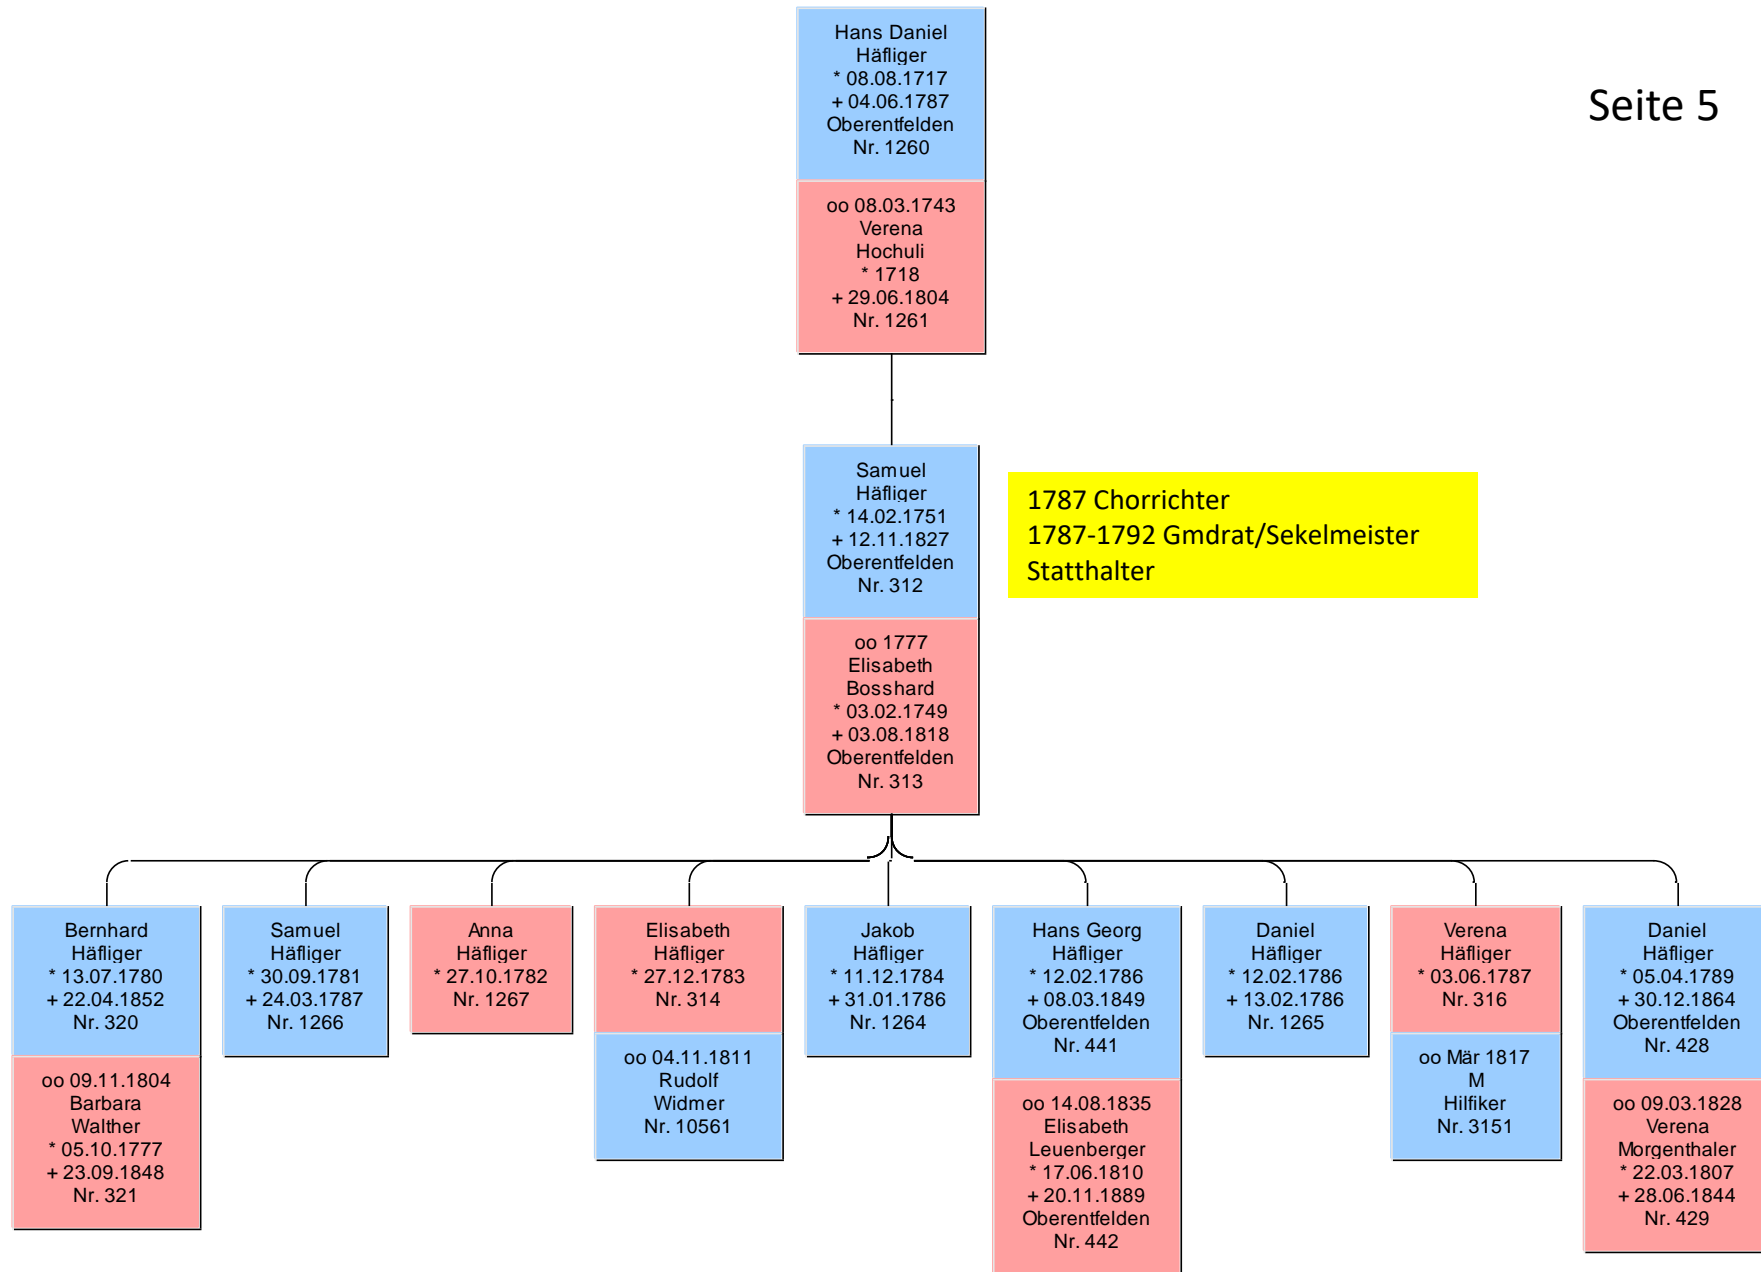 Hans Daniel
Häfliger
* 08.08.1717
+ 04.06.1787
Oberentfelden
Nr. 1260
Seite 5
oo 08.03.1743
Verena
Hochuli
* 1718
+ 29.06.1804
Nr. 1261
Samuel
Häfliger
* 14.02.1751
+ 12.11.1827
Oberentfelden
Nr. 312
1787 Chorrichter
1787-1792 Gmdrat/Sekelmeister
Statthalter
oo 1777
Elisabeth
Bosshard
* 03.02.1749
+ 03.08.1818
Oberentfelden
Nr. 313
Bernhard
Häfliger
* 13.07.1780
+ 22.04.1852
Nr. 320
oo 09.11.1804
Barbara
Walther
* 05.10.1777
+ 23.09.1848
Nr. 321
Samuel
Häfliger
* 30.09.1781
+ 24.03.1787
Nr. 1266
Anna
Häfliger
* 27.10.1782
Nr. 1267
Elisabeth
Häfliger
* 27.12.1783
Nr. 314
oo 04.11.1811
Rudolf
Widmer
Nr. 10561
Jakob
Häfliger
* 11.12.1784
+ 31.01.1786
Nr. 1264
Hans Georg
Häfliger
* 12.02.1786
+ 08.03.1849
Oberentfelden
Nr. 441
oo 14.08.1835
Elisabeth
Leuenberger
* 17.06.1810
+ 20.11.1889
Oberentfelden
Nr. 442
Daniel
Häfliger
* 12.02.1786
+ 13.02.1786
Nr. 1265
Verena
Häfliger
* 03.06.1787
Nr. 316
oo Mär 1817
M
Hilfiker
Nr. 3151
Daniel
Häfliger
* 05.04.1789
+ 30.12.1864
Oberentfelden
Nr. 428
oo 09.03.1828
Verena
Morgenthaler
* 22.03.1807
+ 28.06.1844
Nr. 429